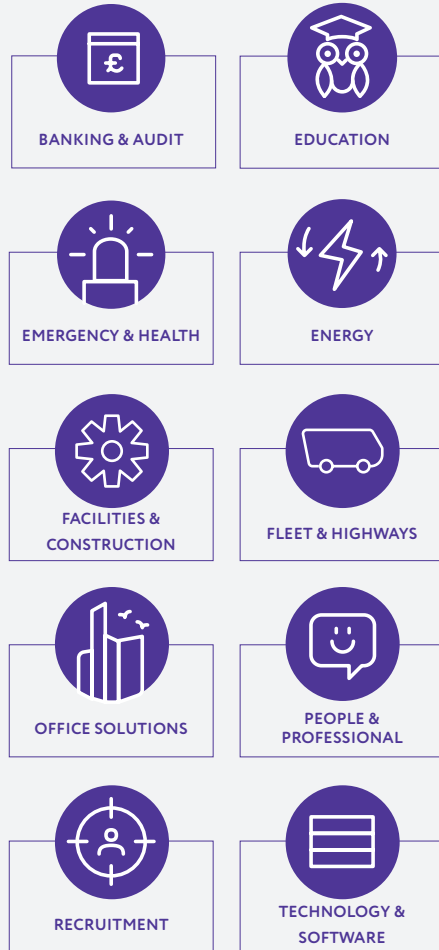 £
BANKING & AUDIT
EDUCATION
EMERGENCY & HEALTH
ENERGY
FACILITIES &
CONSTRUCTION
FLEET & HIGHWAYS
OFFICE SOLUTIONS
PEOPLE &
PROFESSIONAL
RECRUITMENT
TECHNOLOGY &
SOFTWARE